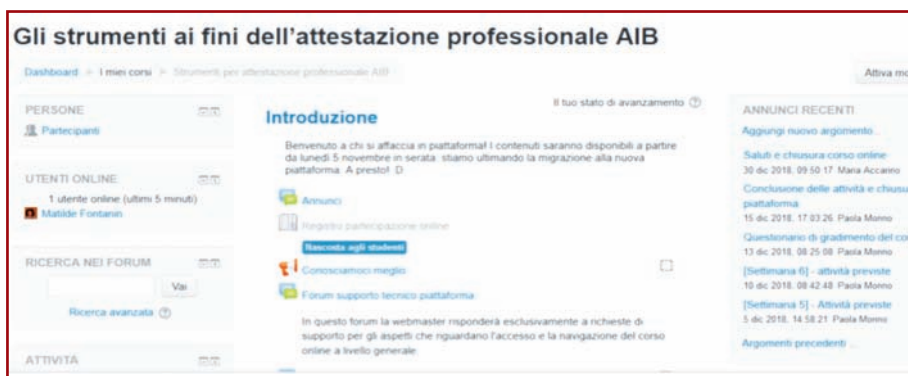 Gli strumenti ai fini dell'attestazione professionale AIB
Dashboard I miei corsi Strumenti per attestazione professionale AIB
Attiva mo
PERSONE
Partecipanti
UTENTI ONLINE
1 utente online (ultimi 5 minuti)
Matilde Fontanin
RICERCA NEI FORUM
Vai
Ricerca avanzata
ATTIVITÀ
Il tuo stato di avanzamento
Introduzione
Benvenuto a chi si affaccia in piattaforma! I contenuti saranno disponibili a partire
da lunedì 5 novembre in serata: stiamo ultimando la migrazione alla nuova
piattaforma. A presto! :D
Annunci
Registro partecipazione online
Nascosta agli studenti
Conosciamoci meglio
Forum supporto tecnico piattaforma
In questo forum la webmaster risponderà esclusivamente a richieste di
supporto per gli aspetti che riguardano l'accesso e la navigazione del corso
online a livello generale.
ANNUNCI RECENTI
Aggiungi nuovo argomento...
Saluti e chiusura corso online
30 dic 2018, 09:50:17 Maria Accarino
Conclusione delle attività e chiusu
piattaforma
15 dic 2018, 17:03:26 Paola Monno
Questionario di gradimento del co
13 dic 2018, 08:25:08 Paola Monno
[Settimana 6] - attività previste
10 dic 2018, 08:42:48 Paola Monno
[Settimana 5] - Attività previste
5 dic 2018, 14:58:21 Paola Monno
Argomenti precedenti ...